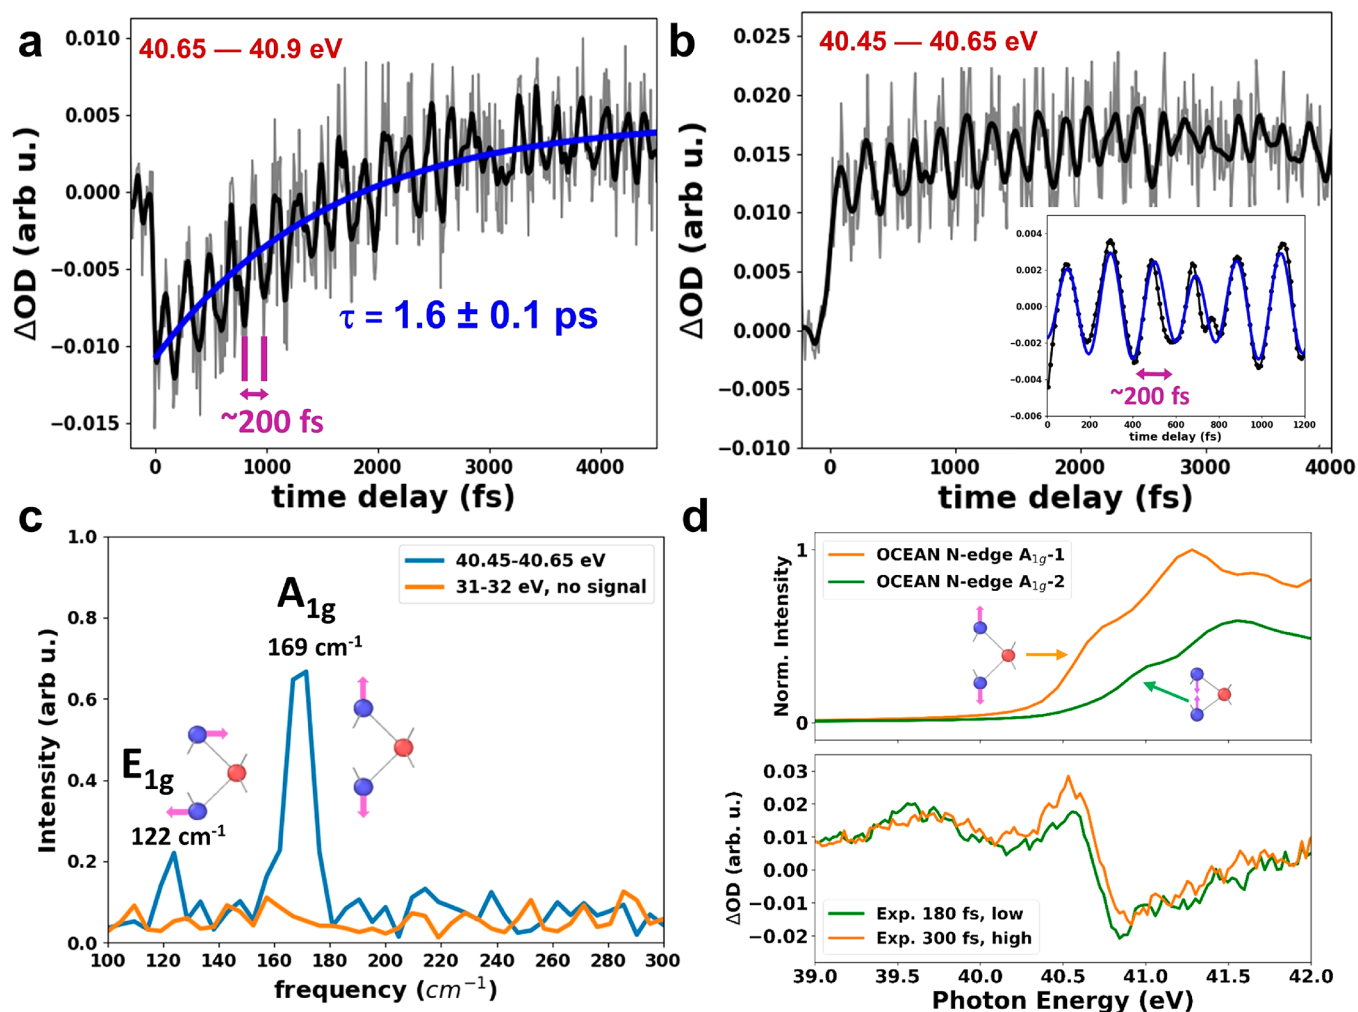 a
40.65 — 40.9 eV
0.010
0.005
0.000
−0.005
−0.010
−0.015
ΔOD (arb u.)
τ = 1.6 ± 0.1 ps
~200 fs
0 1000 2000 3000 4000
time delay (fs)
b
40.45 — 40.65 eV
0.025
0.020
0.015
0.010
0.005
0.000
−0.005
−0.010
ΔOD (arb u.)
0.004
0.002
0.000
−0.002
−0.004
−0.006
~200 fs
0 200 400 600 800 1000 1200
time delay (fs)
0 1000 2000 3000 4000
time delay (fs)
c
1.0
0.8
0.6
0.4
0.2
0.0
Intensity (arb u.)
40.45-40.65 eV
31-32 eV, no signal
A1g
169 cm-1
E1g
122 cm-1
100 120 140 160 180 200 220 240 260 280 300
frequency (cm−1)
d
1
0
Norm. Intensity
OCEAN N-edge A1g-1
OCEAN N-edge A1g-2
0.03
0.02
0.01
0.00
−0.01
−0.02
ΔOD (arb. u.)
Exp. 180 fs, low
Exp. 300 fs, high
39.0 39.5 40.0 40.5 41.0 41.5 42.0
Photon Energy (eV)